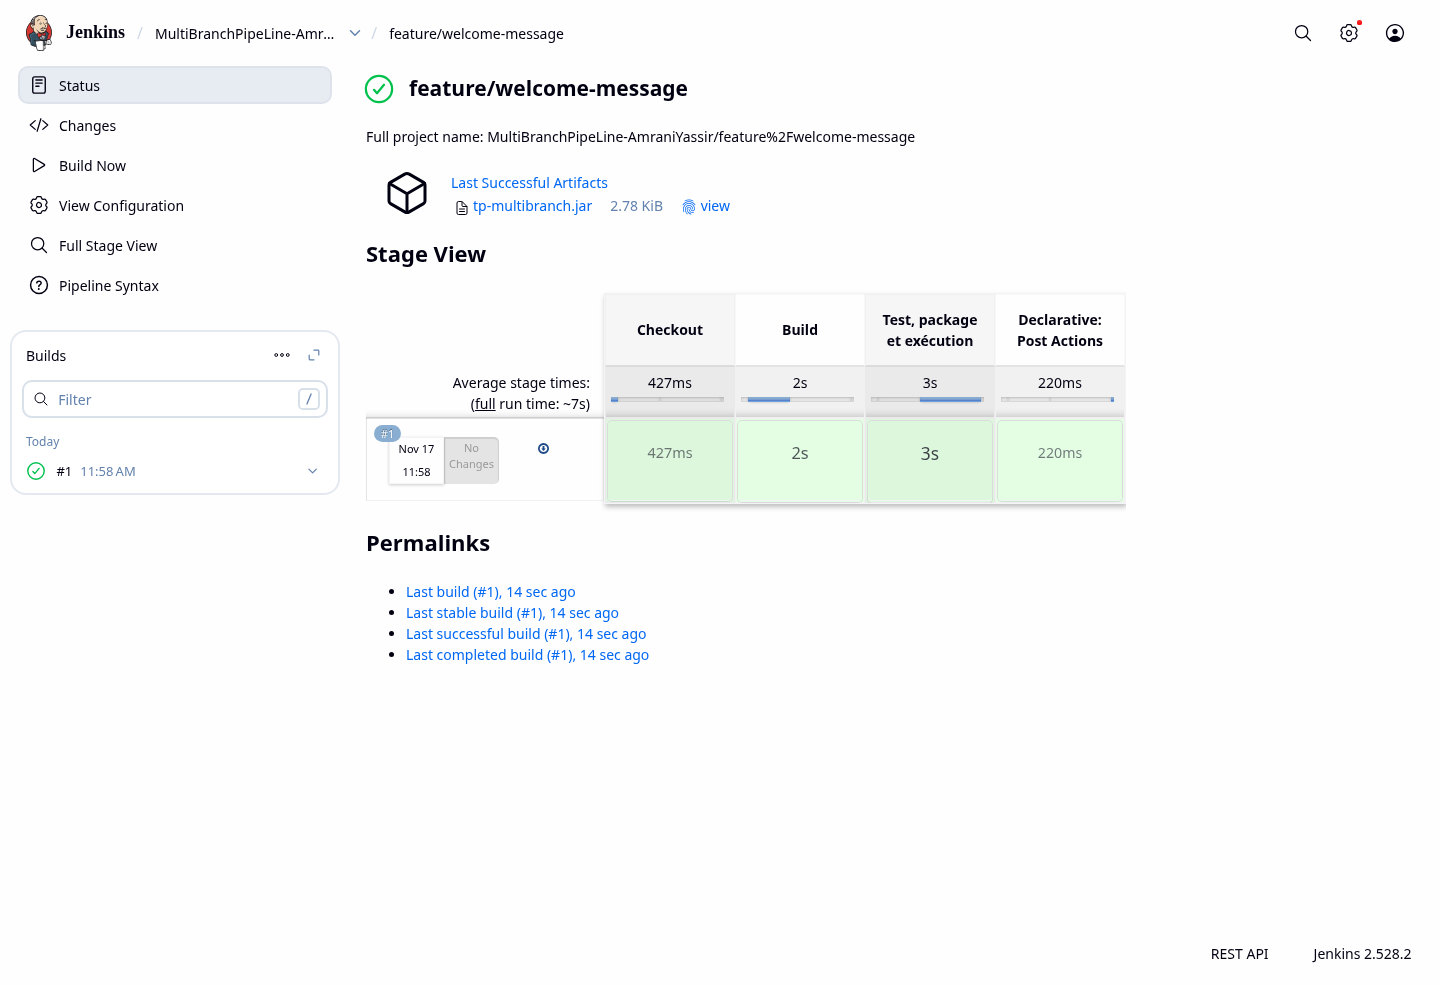 Jenkins / MultiBranchPipeLine-Amr... / feature/welcome-message
Status
Changes
Build Now
View Configuration
Full Stage View
Pipeline Syntax
Builds
Filter /
Today
#1 11:58 AM
feature/welcome-message
Full project name: MultiBranchPipeLine-AmraniYassir/feature%2Fwelcome-message
Last Successful Artifacts
tp-multibranch.jar 2.78 KiB view
Stage View
Checkout
Build
Test, package
et exécution
Declarative:
Post Actions
Average stage times:
(full run time: ~7s)
427ms
2s
3s
220ms
#1
Nov 17
11:58
No
Changes
427ms
2s
3s
220ms
Permalinks
Last build (#1), 14 sec ago
Last stable build (#1), 14 sec ago
Last successful build (#1), 14 sec ago
Last completed build (#1), 14 sec ago
REST API
Jenkins 2.528.2